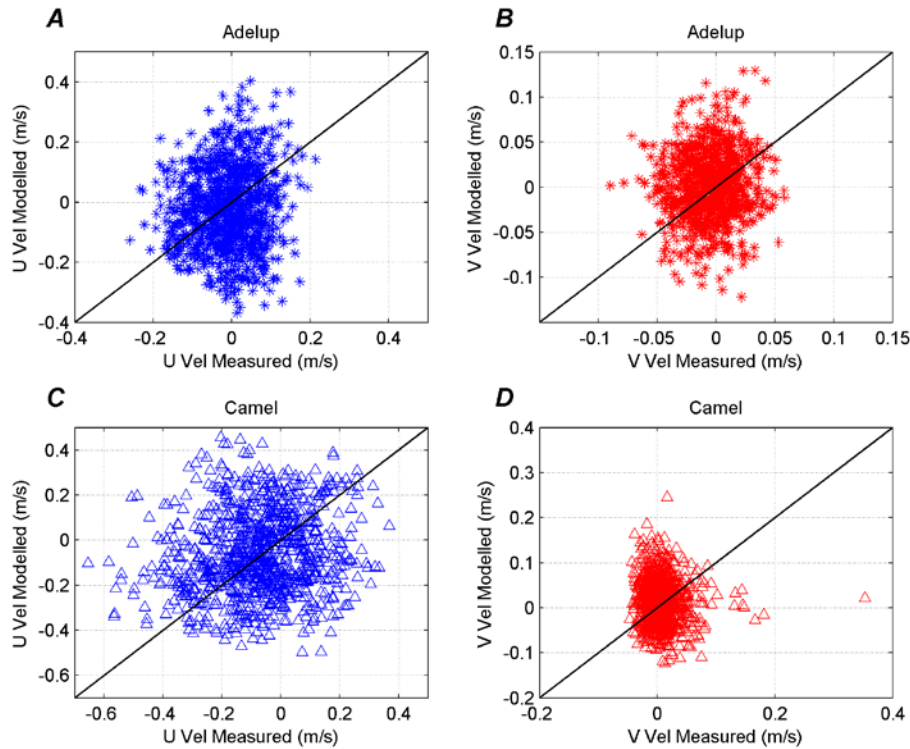 A
Adelup
U Vel Modelled (m/s)
0.4
0.2
0
-0.2
-0.4
-0.4 -0.2 0 0.2 0.4
U Vel Measured (m/s)
B
Adelup
V Vel Modelled (m/s)
0.15
0.1
0.05
0
-0.05
-0.1
-0.1 -0.05 0 0.05 0.1 0.15
V Vel Measured (m/s)
C
Camel
U Vel Modelled (m/s)
0.4
0.2
0
-0.2
-0.4
-0.6
-0.6 -0.4 -0.2 0 0.2 0.4
U Vel Measured (m/s)
D
Camel
V Vel Modelled (m/s)
0.4
0.3
0.2
0.1
0
-0.1
-0.2
-0.2 0 0.2 0.4
V Vel Measured (m/s)